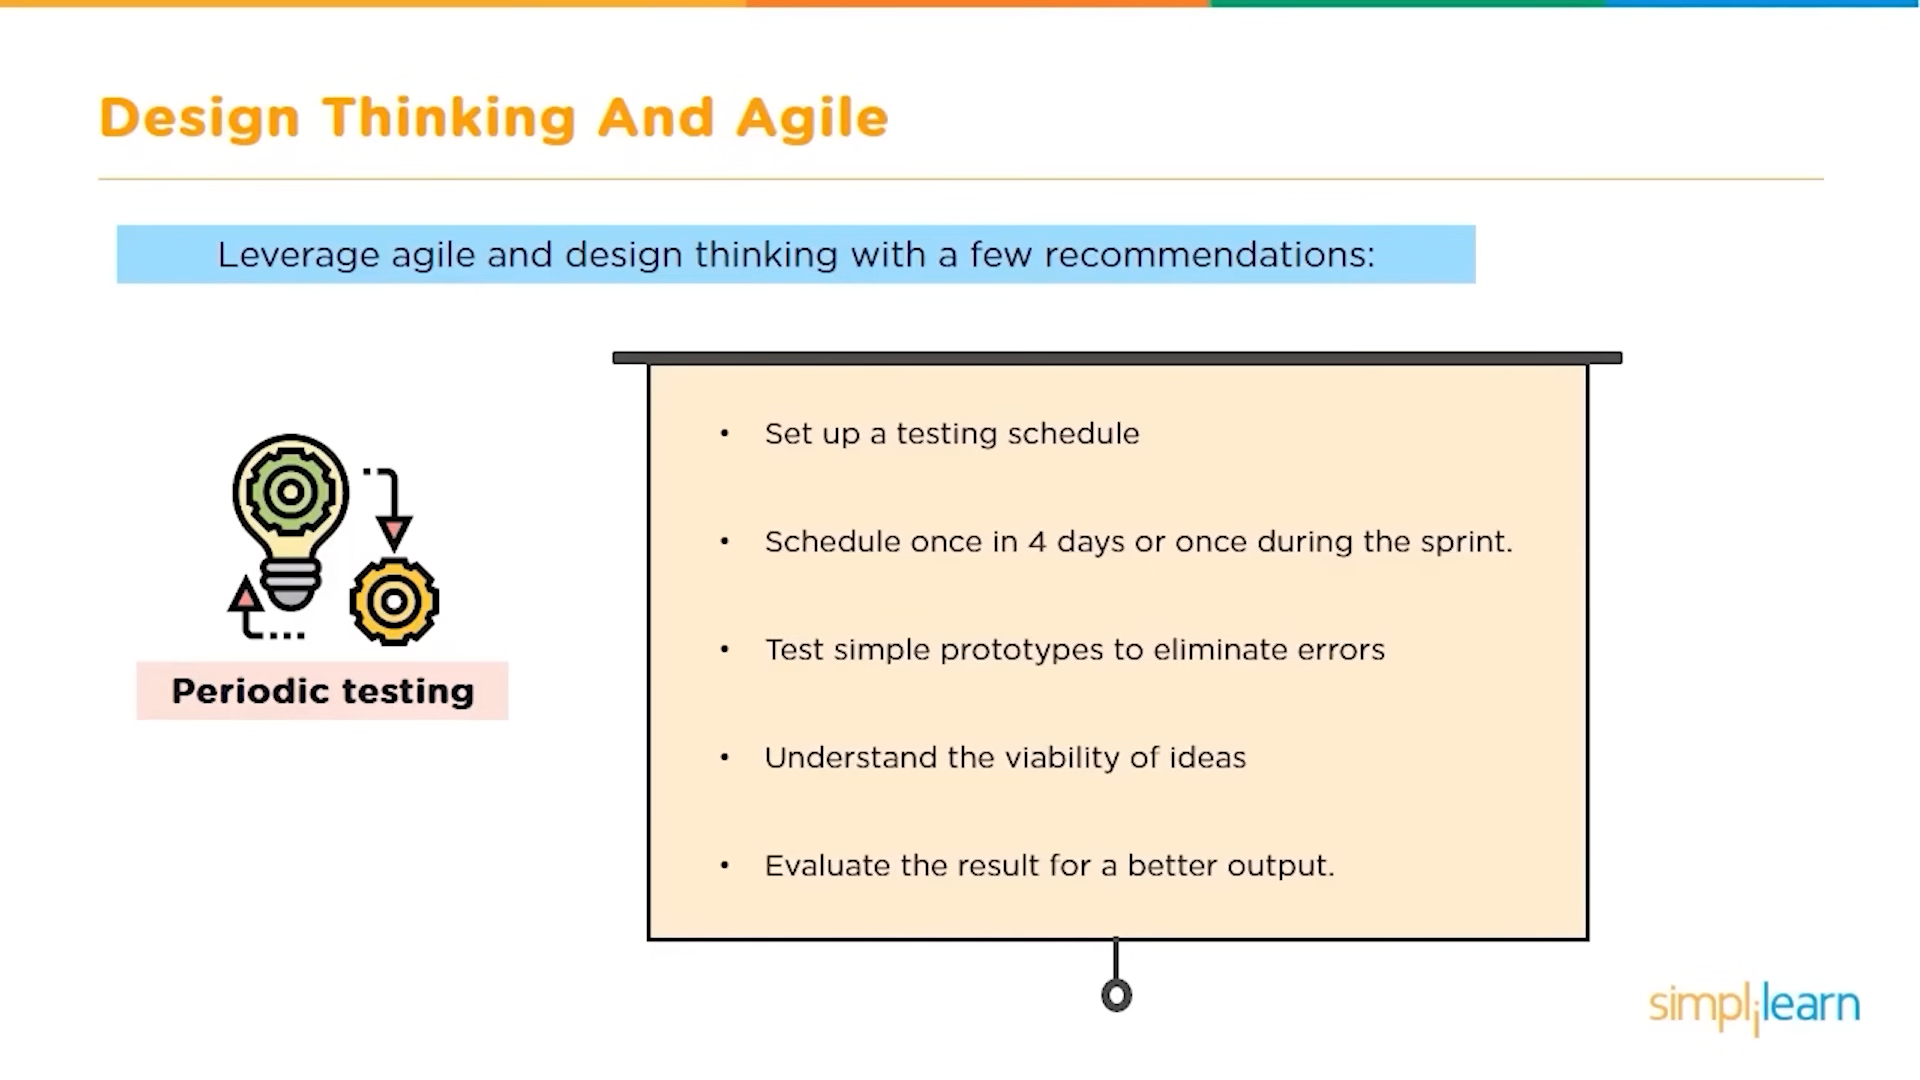 Design Thinking And Agile
Leverage agile and design thinking with a few recommendations:
Periodic testing
• Set up a testing schedule
• Schedule once in 4 days or once during the sprint.
• Test simple prototypes to eliminate errors
• Understand the viability of ideas
• Evaluate the result for a better output.
simplilearn